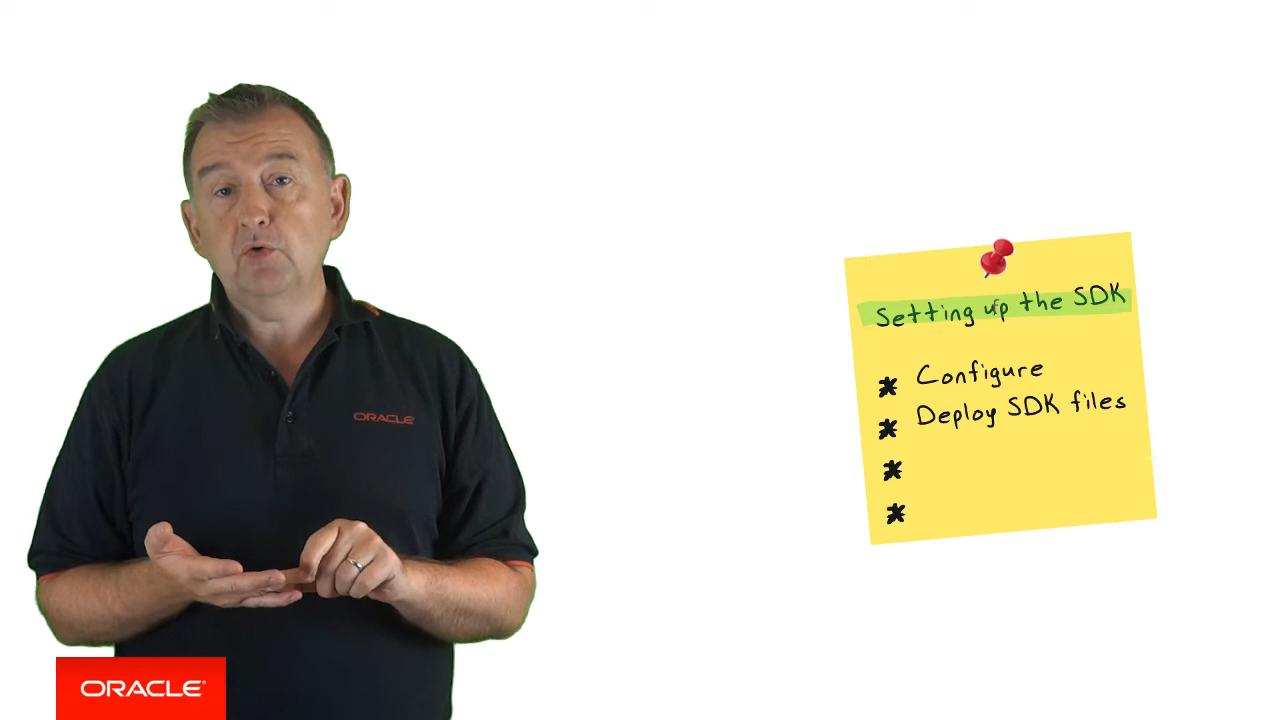 Setting up the SDK
* Configure
* Deploy SDK files
*
*
ORACLE
ORACLE